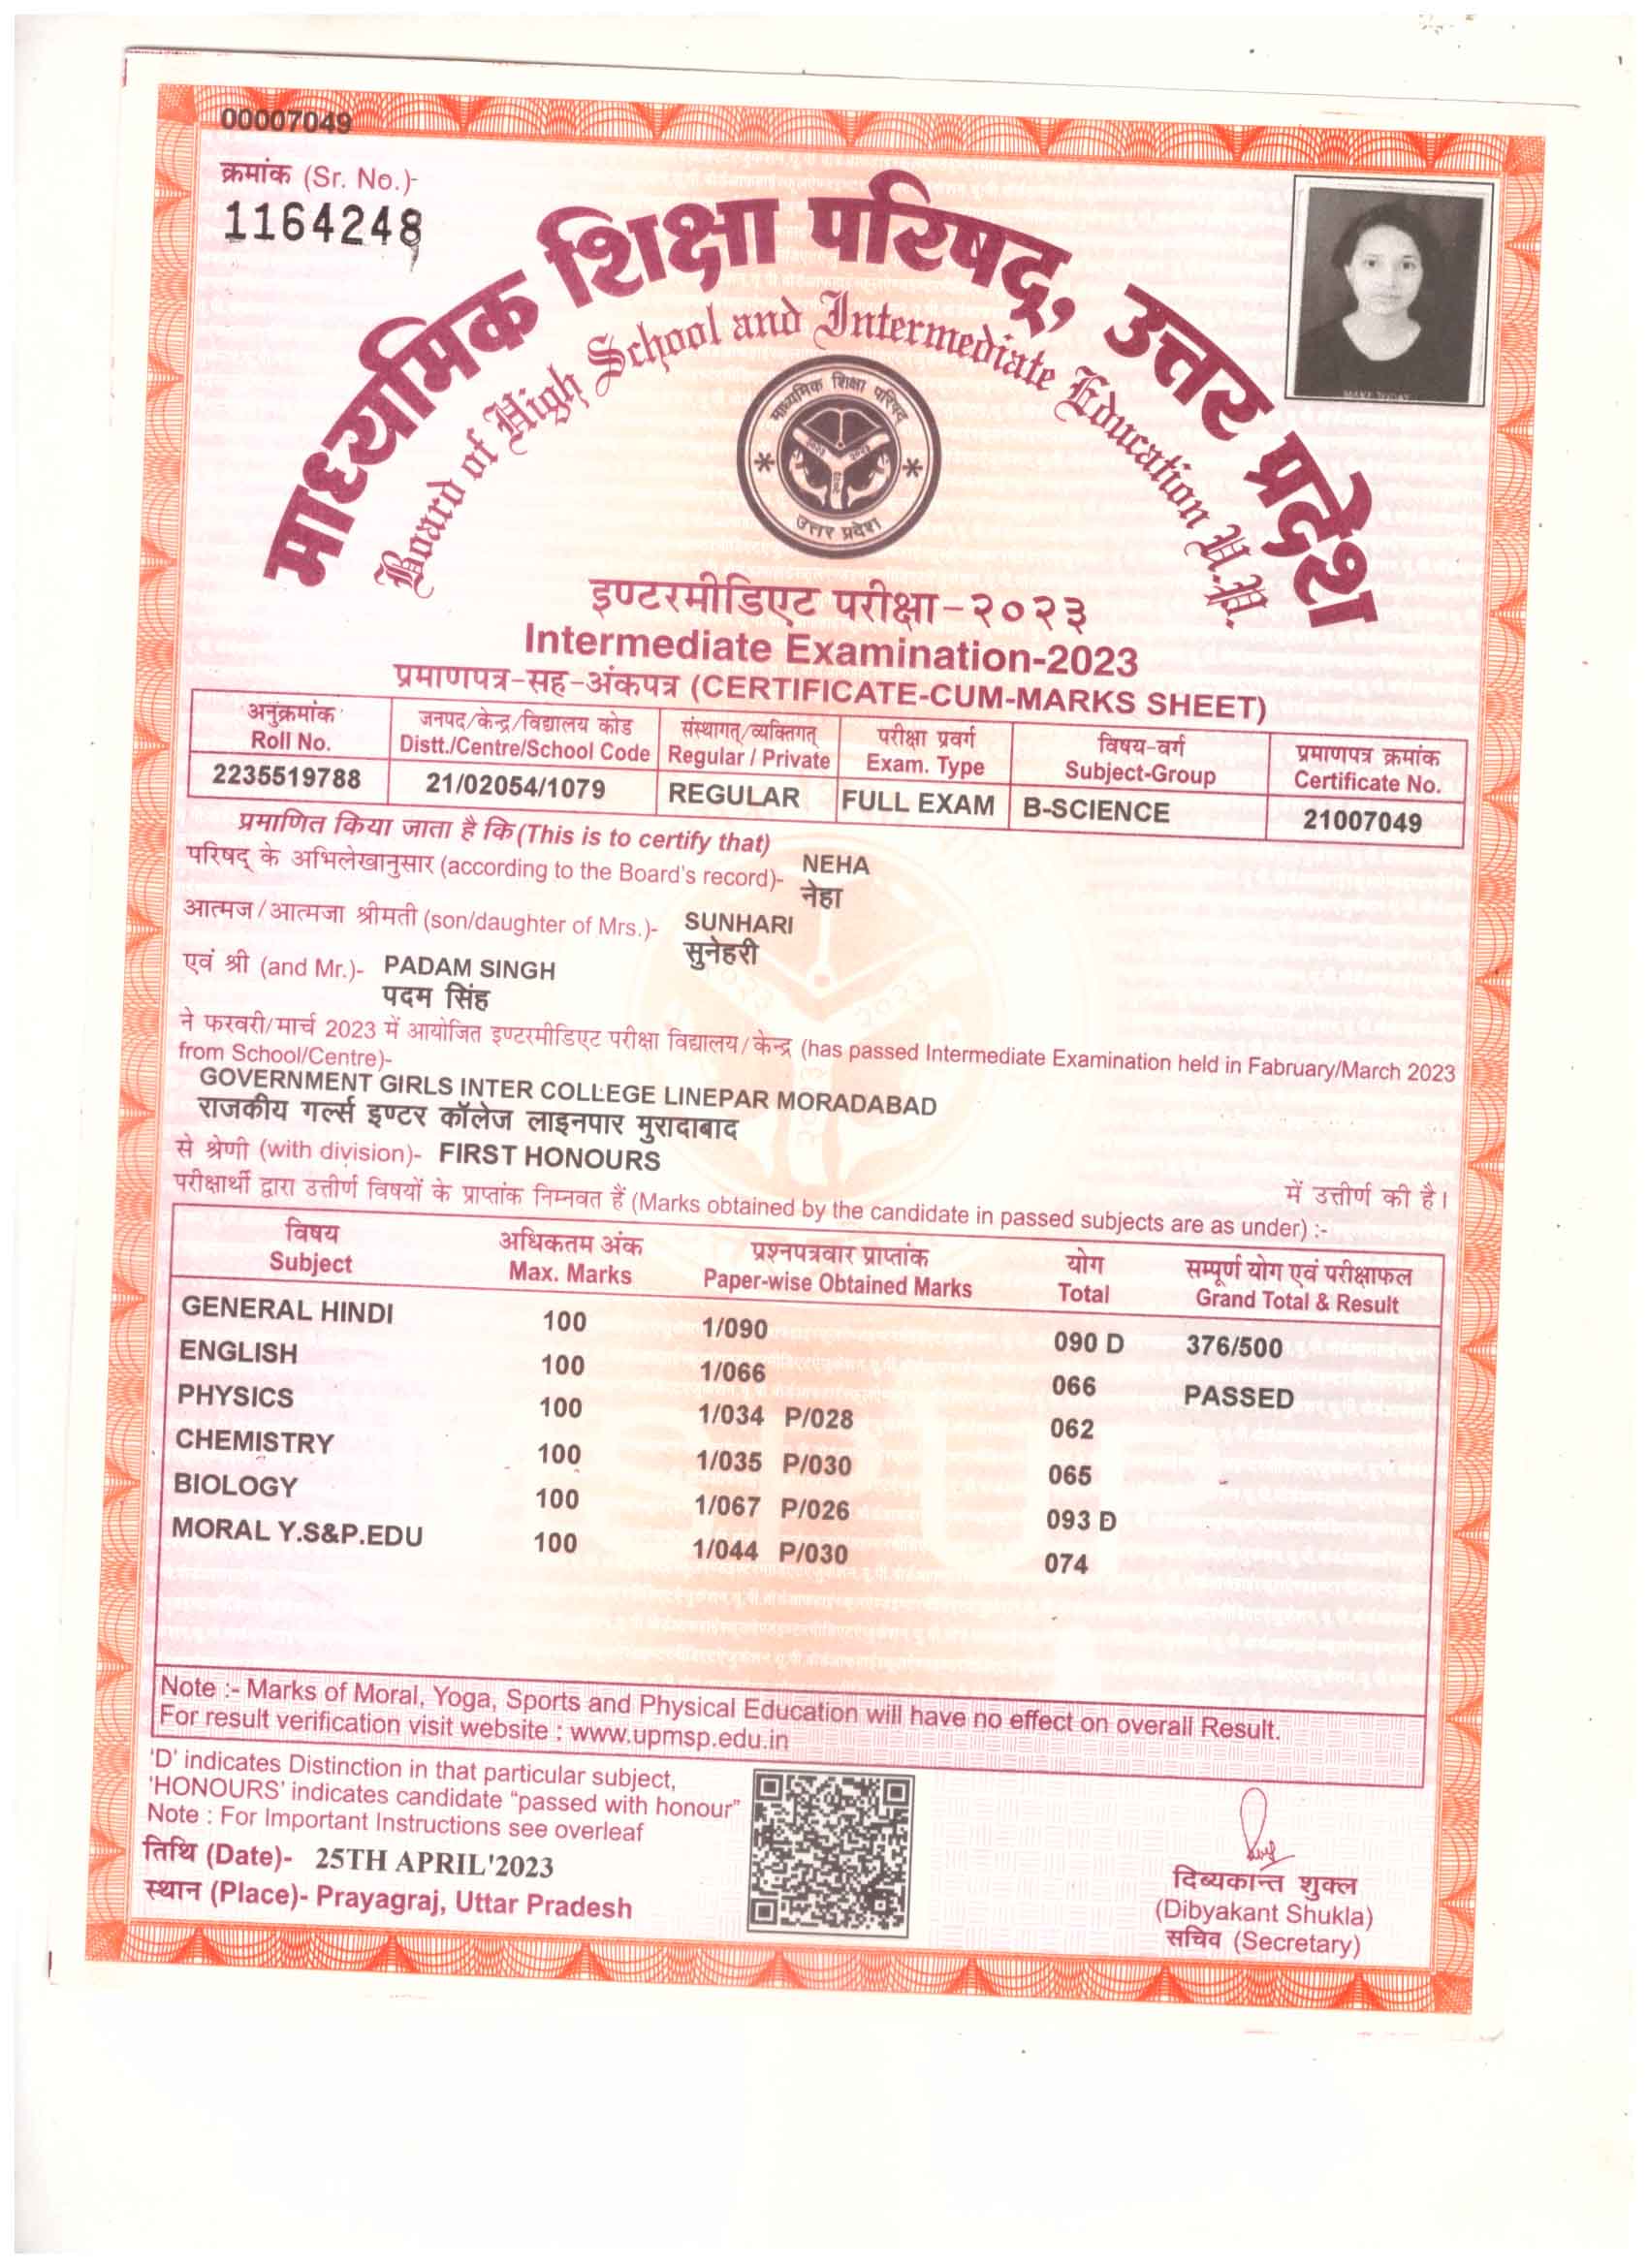 00007049
क्रमांक (Sr. No.)-
1164248
माध्यमिक शिक्षा परिषद्, उत्तर प्रदेश
Board of High School and Intermediate Education U.P.
माध्यमिक शिक्षा परिषद्
उत्तर प्रदेश
इण्टरमीडिएट परीक्षा-२०२३
Intermediate Examination-2023
प्रमाणपत्र-सह-अंकपत्र (CERTIFICATE-CUM-MARKS SHEET)
अनुक्रमांक जनपद/केन्द्र/विद्यालय कोड संस्थागत्/व्यक्तिगत् परीक्षा प्रवर्ग विषय-वर्ग प्रमाणपत्र क्रमांक
Roll No. Distt./Centre/School Code Regular / Private Exam. Type Subject-Group Certificate No.
2235519788 21/02054/1079 REGULAR FULL EXAM B-SCIENCE 21007049
प्रमाणित किया जाता है कि (This is to certify that)
परिषद् के अभिलेखानुसार (according to the Board's record)- NEHA
नेहा
आत्मज/आत्मजा श्रीमती (son/daughter of Mrs.)- SUNHARI
सुनेहरी
एवं श्री (and Mr.)- PADAM SINGH
पदम सिंह
ने फरवरी/मार्च 2023 में आयोजित इण्टरमीडिएट परीक्षा विद्यालय/केन्द्र (has passed Intermediate Examination held in Fabruary/March 2023
from School/Centre)-
GOVERNMENT GIRLS INTER COLLEGE LINEPAR MORADABAD
राजकीय गर्ल्स इण्टर कॉलेज लाइनपार मुरादाबाद
से श्रेणी (with division)- FIRST HONOURS
में उत्तीर्ण की है।
परीक्षार्थी द्वारा उत्तीर्ण विषयों के प्राप्तांक निम्नवत हैं (Marks obtained by the candidate in passed subjects are as under) :-
विषय अधिकतम अंक प्रश्नपत्रवार प्राप्तांक योग सम्पूर्ण योग एवं परीक्षाफल
Subject Max. Marks Paper-wise Obtained Marks Total Grand Total & Result
GENERAL HINDI 100 1/090 090 D 376/500
ENGLISH 100 1/066 066 PASSED
PHYSICS 100 1/034 P/028 062
CHEMISTRY 100 1/035 P/030 065
BIOLOGY 100 1/067 P/026 093 D
MORAL Y.S&P.EDU 100 1/044 P/030 074
Note :- Marks of Moral, Yoga, Sports and Physical Education will have no effect on overall Result.
For result verification visit website : www.upmsp.edu.in
'D' indicates Distinction in that particular subject,
'HONOURS' indicates candidate "passed with honour"
Note : For Important Instructions see overleaf
तिथि (Date)- 25TH APRIL'2023
स्थान (Place)- Prayagraj, Uttar Pradesh
दिब्यकान्त शुक्ल
(Dibyakant Shukla)
सचिव (Secretary)